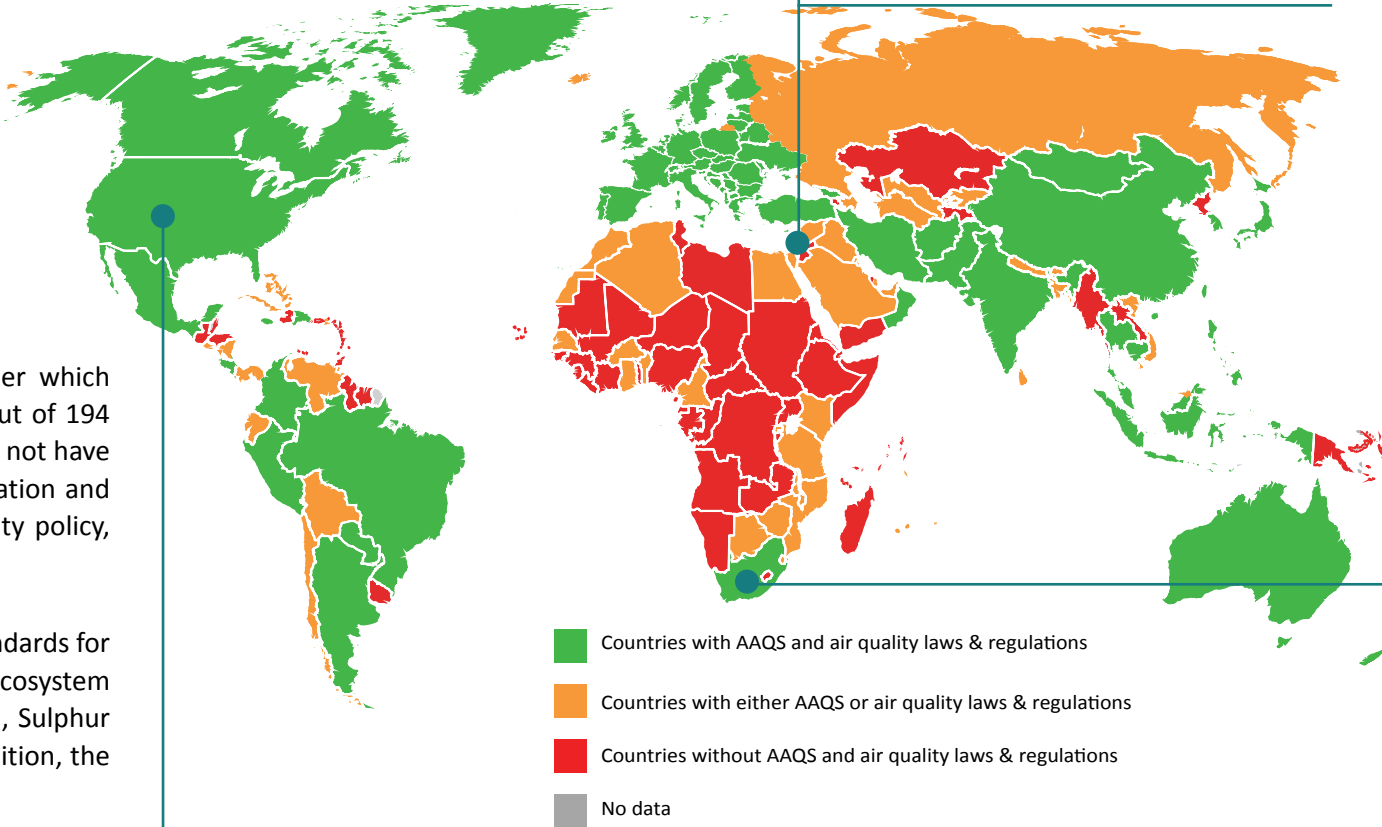 er which
ut of 194
not have
ation and
ty policy,
ndards for
cosystem
, Sulphur
ition, the
Countries with AAQS and air quality laws & regulations
Countries with either AAQS or air quality laws & regulations
Countries without AAQS and air quality laws & regulations
No data